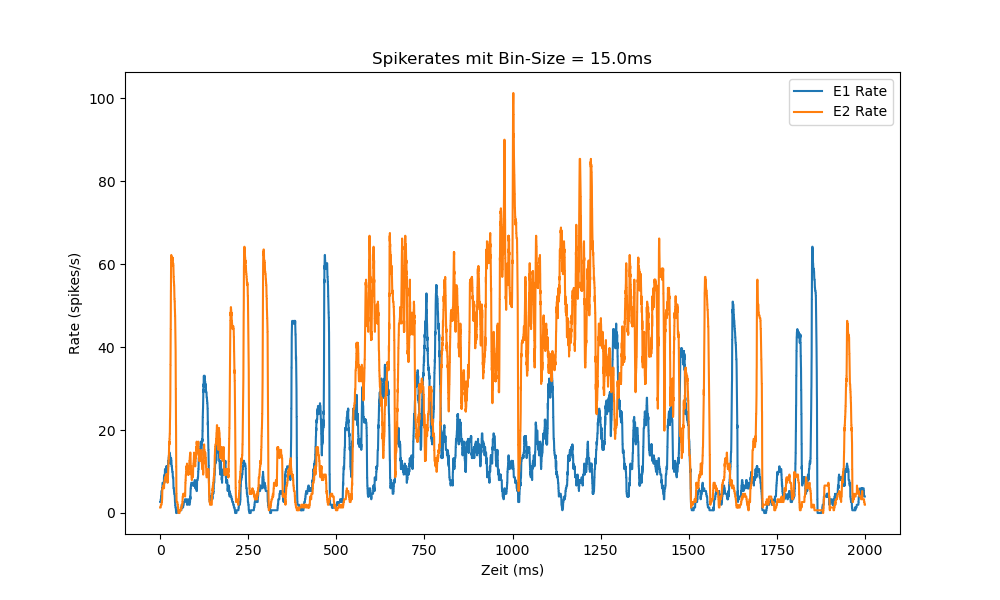 Spikerates mit Bin-Size = 15.0ms
E1 Rate
E2 Rate
100
80
60
40
20
0
Rate (spikes/s)
0 250 500 750 1000 1250 1500 1750 2000
Zeit (ms)